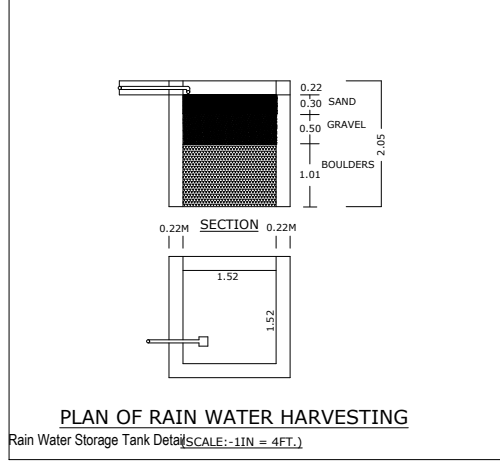 0.22
0.30 SAND
0.50 GRAVEL
BOULDERS
1.01
2.05
0.22M SECTION 0.22M
1.52
1.52
PLAN OF RAIN WATER HARVESTING
Rain Water Storage Tank Detail (SCALE:-1IN = 4FT.)